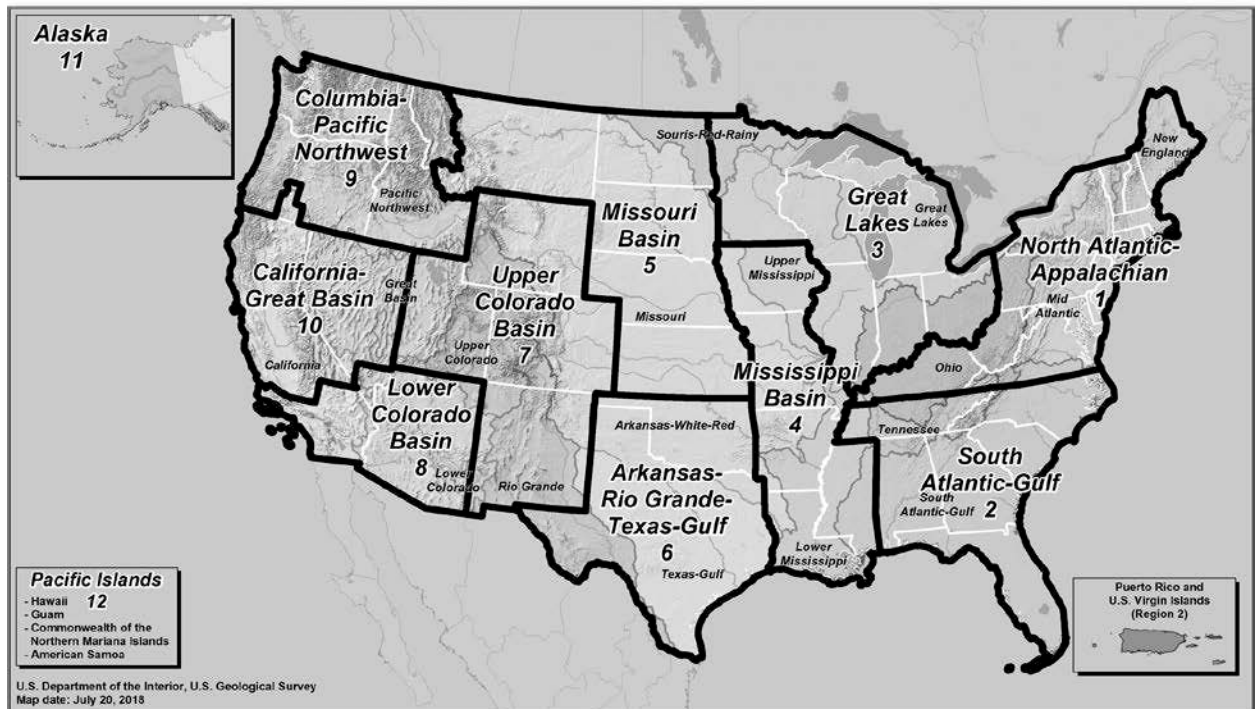 Alaska
11
Columbia-
Pacific
Northwest
9
Pacific
Northwest
Souris-Red-Rainy
New
England
Great
Lakes
3
Great
Lakes
Missouri
Basin
5
North Atlantic-
Appalachian
1
Mid
Atlantic
California-
Great Basin
10
Great
Basin
California
Upper
Colorado
Basin
7
Upper
Colorado
Upper
Mississippi
Missouri
Ohio
Mississippi
Basin
4
Lower
Colorado
Basin
8
Lower
Colorado
Rio Grande
Arkansas-White-Red
Arkansas-
Rio Grande-
Texas-Gulf
6
Texas-Gulf
Lower
Mississippi
Tennessee
South
Atlantic-Gulf
2
South
Atlantic-Gulf
Pacific Islands
12
- Hawaii
- Guam
- Commonwealth of the
Northern Mariana Islands
- American Samoa
Puerto Rico and
U.S. Virgin Islands
(Region 2)
U.S. Department of the Interior, U.S. Geological Survey
Map date: July 20, 2018